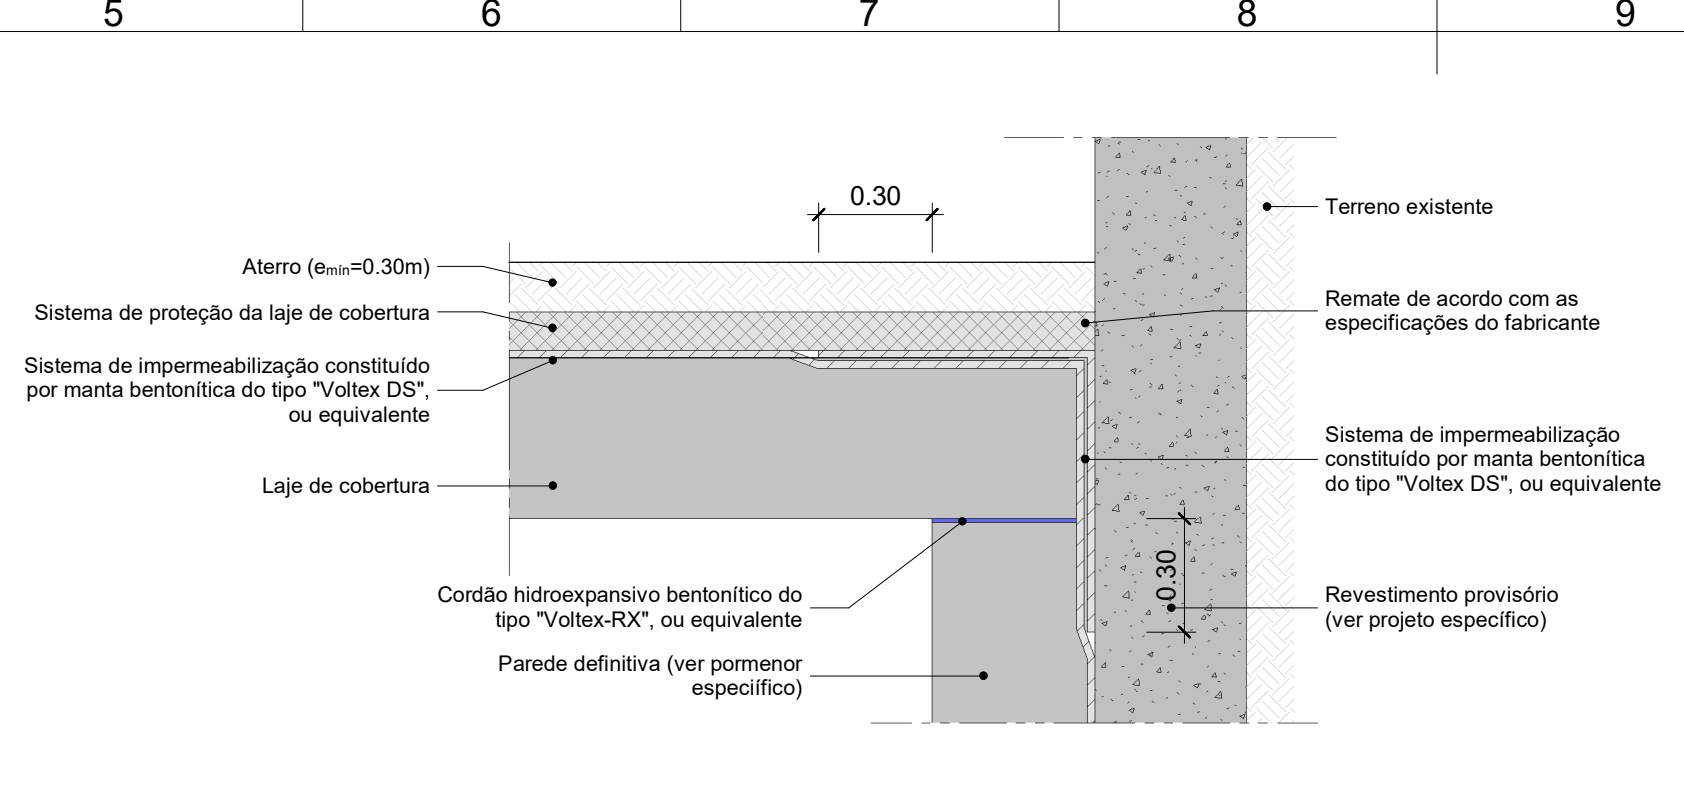 5 6 7 8 9
0.30
Terreno existente
Aterro (emín=0.30m)
Remate de acordo com as
especificações do fabricante
Sistema de proteção da laje de cobertura
Sistema de impermeabilização constituído
por manta bentonítica do tipo "Voltex DS",
ou equivalente
Sistema de impermeabilização
constituído por manta bentonítica
do tipo "Voltex DS", ou equivalente
Laje de cobertura
0.30
Cordão hidroexpansivo bentonítico do
tipo "Voltex-RX", ou equivalente
Revestimento provisório
(ver projeto específico)
Parede definitiva (ver pormenor
especiífico)